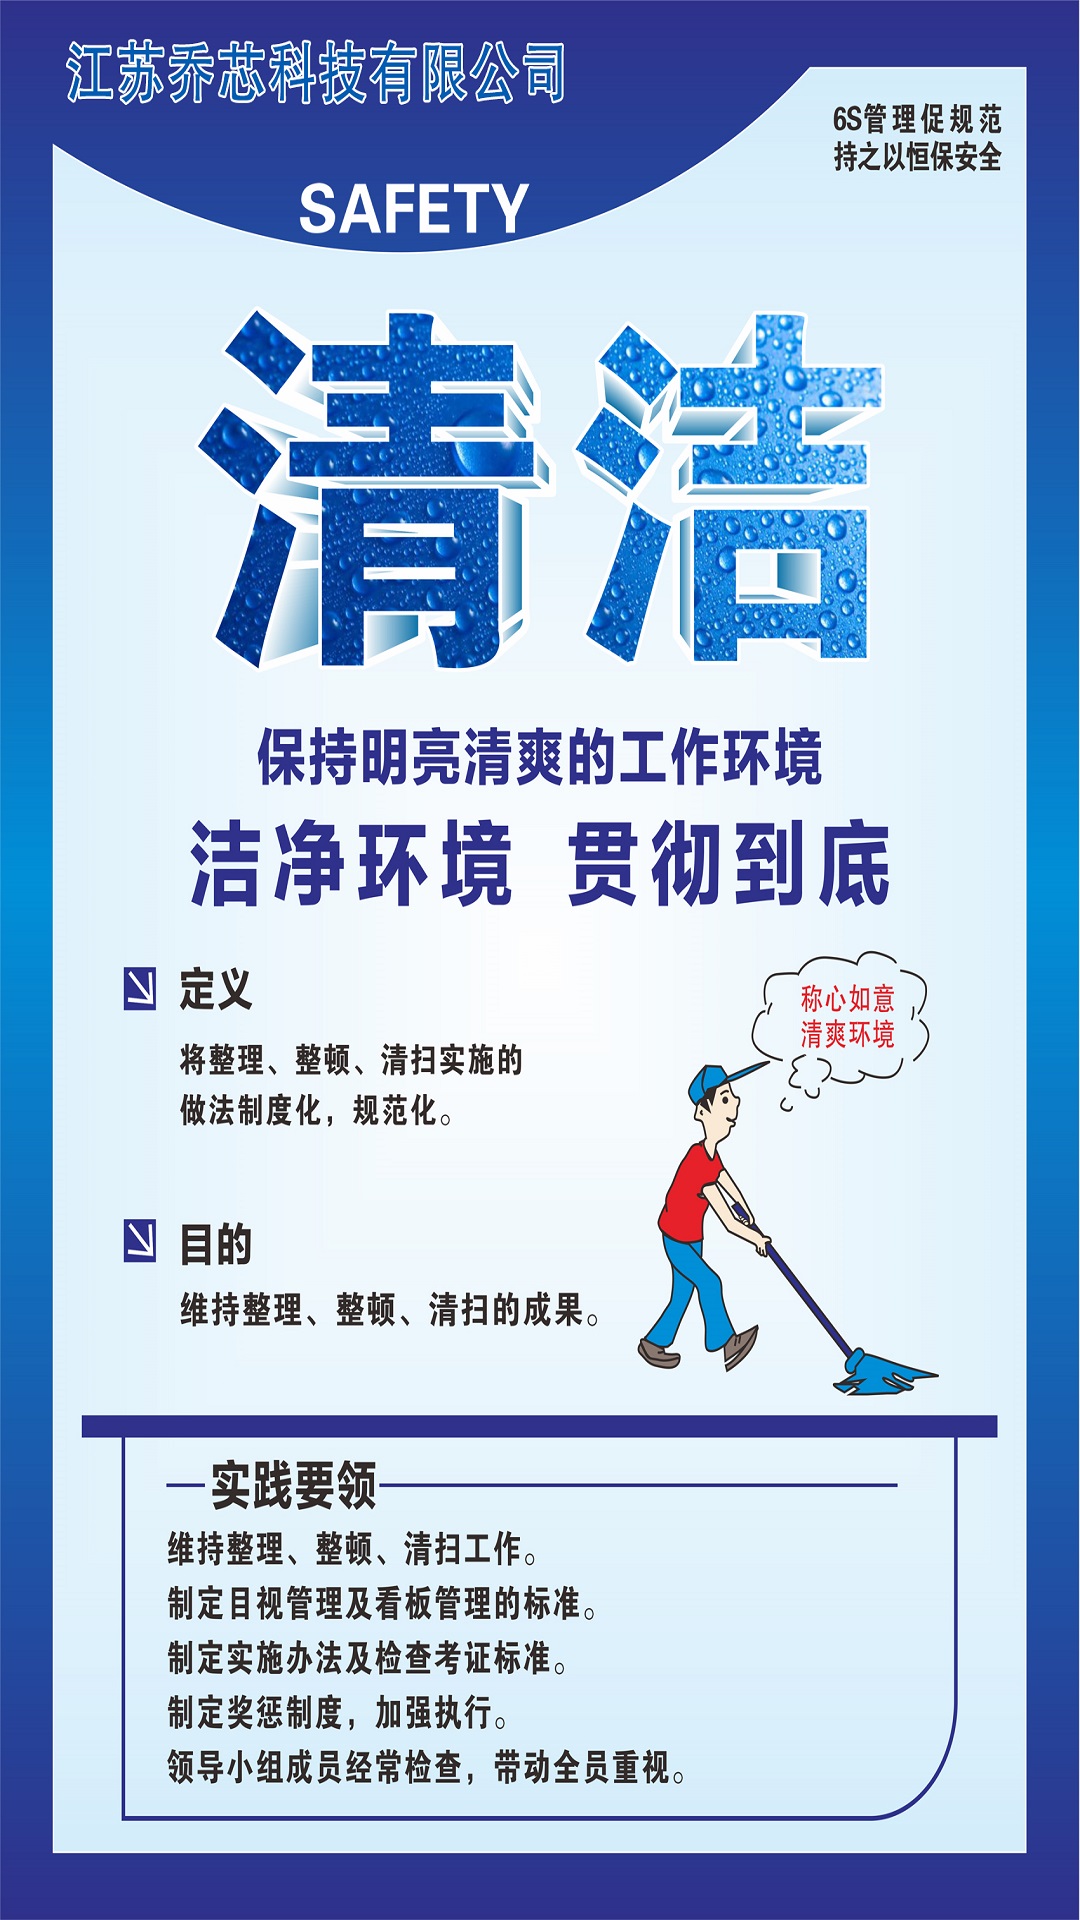 江苏乔芯科技有限公司
6S管理促规范
持之以恒保安全
SAFETY
清洁
保持明亮清爽的工作环境
洁净环境 贯彻到底
定义
将整理、整顿、清扫实施的
做法制度化，规范化。
称心如意
清爽环境
目的
维持整理、整顿、清扫的成果。
实践要领
维持整理、整顿、清扫工作。
制定目视管理及看板管理的标准。
制定实施办法及检查考证标准。
制定奖惩制度，加强执行。
领导小组成员经常检查，带动全员重视。